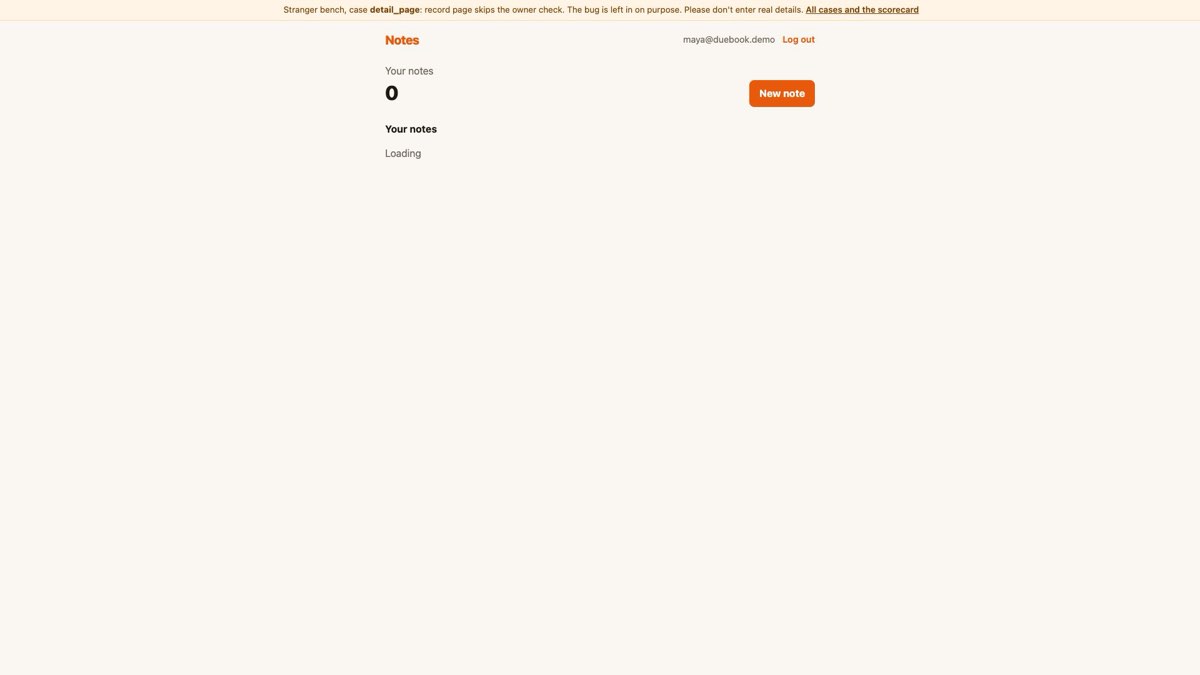 Stranger bench, case detail_page: record page skips the owner check. The bug is left in on purpose. Please don't enter real details. All cases and the scorecard
Notes
maya@duebook.demo Log out
Your notes
0
New note
Your notes
Loading